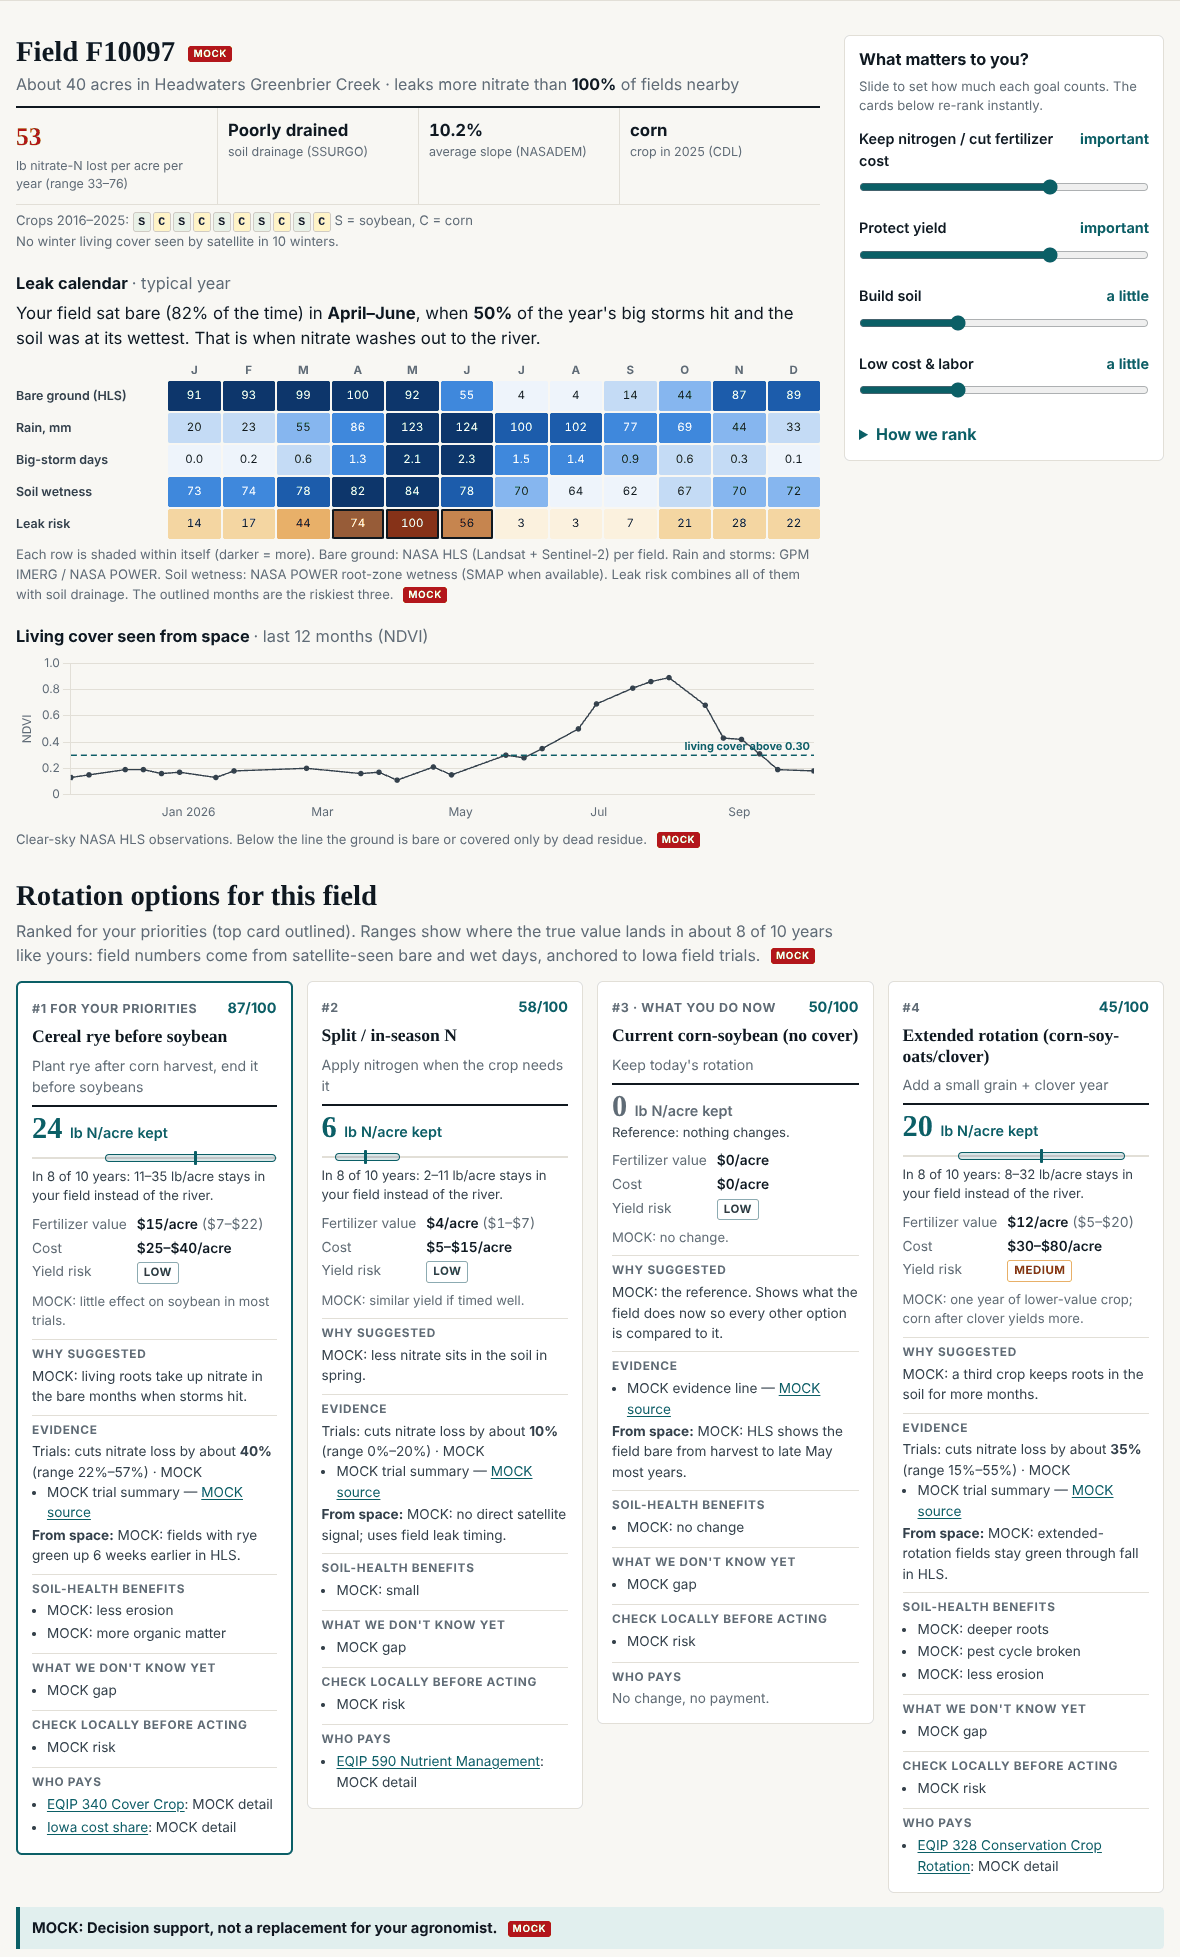 Field F10097 MOCK
About 40 acres in Headwaters Greenbrier Creek · leaks more nitrate than 100% of fields nearby
53
lb nitrate-N lost per acre per
year (range 33–76)
Poorly drained
soil drainage (SSURGO)
10.2%
average slope (NASADEM)
corn
crop in 2025 (CDL)
Crops 2016–2025: S C S C S C S C S C S = soybean, C = corn
No winter living cover seen by satellite in 10 winters.
What matters to you?
Slide to set how much each goal counts. The
cards below re-rank instantly.
Keep nitrogen / cut fertilizer important
cost
Protect yield important
Build soil a little
Low cost & labor a little
▶ How we rank
Leak calendar · typical year
Your field sat bare (82% of the time) in April–June, when 50% of the year's big storms hit and the
soil was at its wettest. That is when nitrate washes out to the river.
J F M A M J J A S O N D
Bare ground (HLS) 91 93 99 100 92 55 4 4 14 44 87 89
Rain, mm 20 23 55 86 123 124 100 102 77 69 44 33
Big-storm days 0.0 0.2 0.6 1.3 2.1 2.3 1.5 1.4 0.9 0.6 0.3 0.1
Soil wetness 73 74 78 82 84 78 70 64 62 67 70 72
Leak risk 14 17 44 74 100 56 3 3 7 21 28 22
Each row is shaded within itself (darker = more). Bare ground: NASA HLS (Landsat + Sentinel-2) per field. Rain and storms: GPM
IMERG / NASA POWER. Soil wetness: NASA POWER root-zone wetness (SMAP when available). Leak risk combines all of them
with soil drainage. The outlined months are the riskiest three. MOCK
Living cover seen from space · last 12 months (NDVI)
NDVI
1.0
0.8
0.6
0.4
0.2
0
living cover above 0.30
Jan 2026 Mar May Jul Sep
Clear-sky NASA HLS observations. Below the line the ground is bare or covered only by dead residue. MOCK
Rotation options for this field
Ranked for your priorities (top card outlined). Ranges show where the true value lands in about 8 of 10 years
like yours: field numbers come from satellite-seen bare and wet days, anchored to Iowa field trials. MOCK
#1 FOR YOUR PRIORITIES 87/100
Cereal rye before soybean
Plant rye after corn harvest, end it
before soybeans
24 lb N/acre kept
In 8 of 10 years: 11–35 lb/acre stays in
your field instead of the river.
Fertilizer value $15/acre ($7–$22)
Cost $25–$40/acre
Yield risk LOW
MOCK: little effect on soybean in most
trials.
WHY SUGGESTED
MOCK: living roots take up nitrate in
the bare months when storms hit.
EVIDENCE
Trials: cuts nitrate loss by about 40%
(range 22%–57%) · MOCK
• MOCK trial summary — MOCK
source
From space: MOCK: fields with rye
green up 6 weeks earlier in HLS.
SOIL-HEALTH BENEFITS
• MOCK: less erosion
• MOCK: more organic matter
WHAT WE DON'T KNOW YET
• MOCK gap
CHECK LOCALLY BEFORE ACTING
• MOCK risk
WHO PAYS
• EQIP 340 Cover Crop: MOCK detail
• Iowa cost share: MOCK detail
#2 58/100
Split / in-season N
Apply nitrogen when the crop needs
it
6 lb N/acre kept
In 8 of 10 years: 2–11 lb/acre stays in
your field instead of the river.
Fertilizer value $4/acre ($1–$7)
Cost $5–$15/acre
Yield risk LOW
MOCK: similar yield if timed well.
WHY SUGGESTED
MOCK: less nitrate sits in the soil in
spring.
EVIDENCE
Trials: cuts nitrate loss by about 10%
(range 0%–20%) · MOCK
• MOCK trial summary — MOCK
source
From space: MOCK: no direct satellite
signal; uses field leak timing.
SOIL-HEALTH BENEFITS
• MOCK: small
WHAT WE DON'T KNOW YET
• MOCK gap
CHECK LOCALLY BEFORE ACTING
• MOCK risk
WHO PAYS
• EQIP 590 Nutrient Management:
MOCK detail
#3 · WHAT YOU DO NOW 50/100
Current corn-soybean (no cover)
Keep today's rotation
0 lb N/acre kept
Reference: nothing changes.
Fertilizer value $0/acre
Cost $0/acre
Yield risk LOW
MOCK: no change.
WHY SUGGESTED
MOCK: the reference. Shows what the
field does now so every other option
is compared to it.
EVIDENCE
• MOCK evidence line — MOCK
source
From space: MOCK: HLS shows the
field bare from harvest to late May
most years.
SOIL-HEALTH BENEFITS
• MOCK: no change
WHAT WE DON'T KNOW YET
• MOCK gap
CHECK LOCALLY BEFORE ACTING
• MOCK risk
WHO PAYS
No change, no payment.
#4 45/100
Extended rotation (corn-soy-
oats/clover)
Add a small grain + clover year
20 lb N/acre kept
In 8 of 10 years: 8–32 lb/acre stays in
your field instead of the river.
Fertilizer value $12/acre ($5–$20)
Cost $30–$80/acre
Yield risk MEDIUM
MOCK: one year of lower-value crop;
corn after clover yields more.
WHY SUGGESTED
MOCK: a third crop keeps roots in the
soil for more months.
EVIDENCE
Trials: cuts nitrate loss by about 35%
(range 15%–55%) · MOCK
• MOCK trial summary — MOCK
source
From space: MOCK: extended-
rotation fields stay green through fall
in HLS.
SOIL-HEALTH BENEFITS
• MOCK: deeper roots
• MOCK: pest cycle broken
• MOCK: less erosion
WHAT WE DON'T KNOW YET
• MOCK gap
CHECK LOCALLY BEFORE ACTING
• MOCK risk
WHO PAYS
• EQIP 328 Conservation Crop
Rotation: MOCK detail
MOCK: Decision support, not a replacement for your agronomist. MOCK